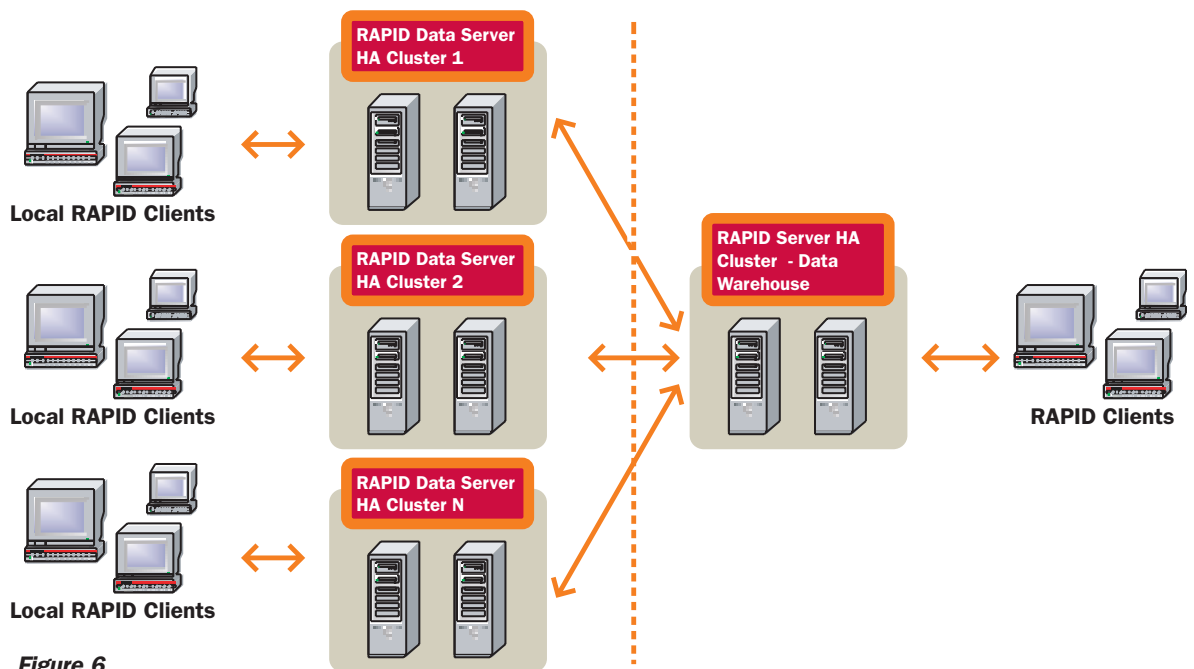 RAPID Data Server
HA Cluster 1
Local RAPID Clients
RAPID Data Server
HA Cluster 2
Local RAPID Clients
RAPID Server HA
Cluster - Data
Warehouse
RAPID Clients
RAPID Data Server
HA Cluster N
Local RAPID Clients
Figure 6